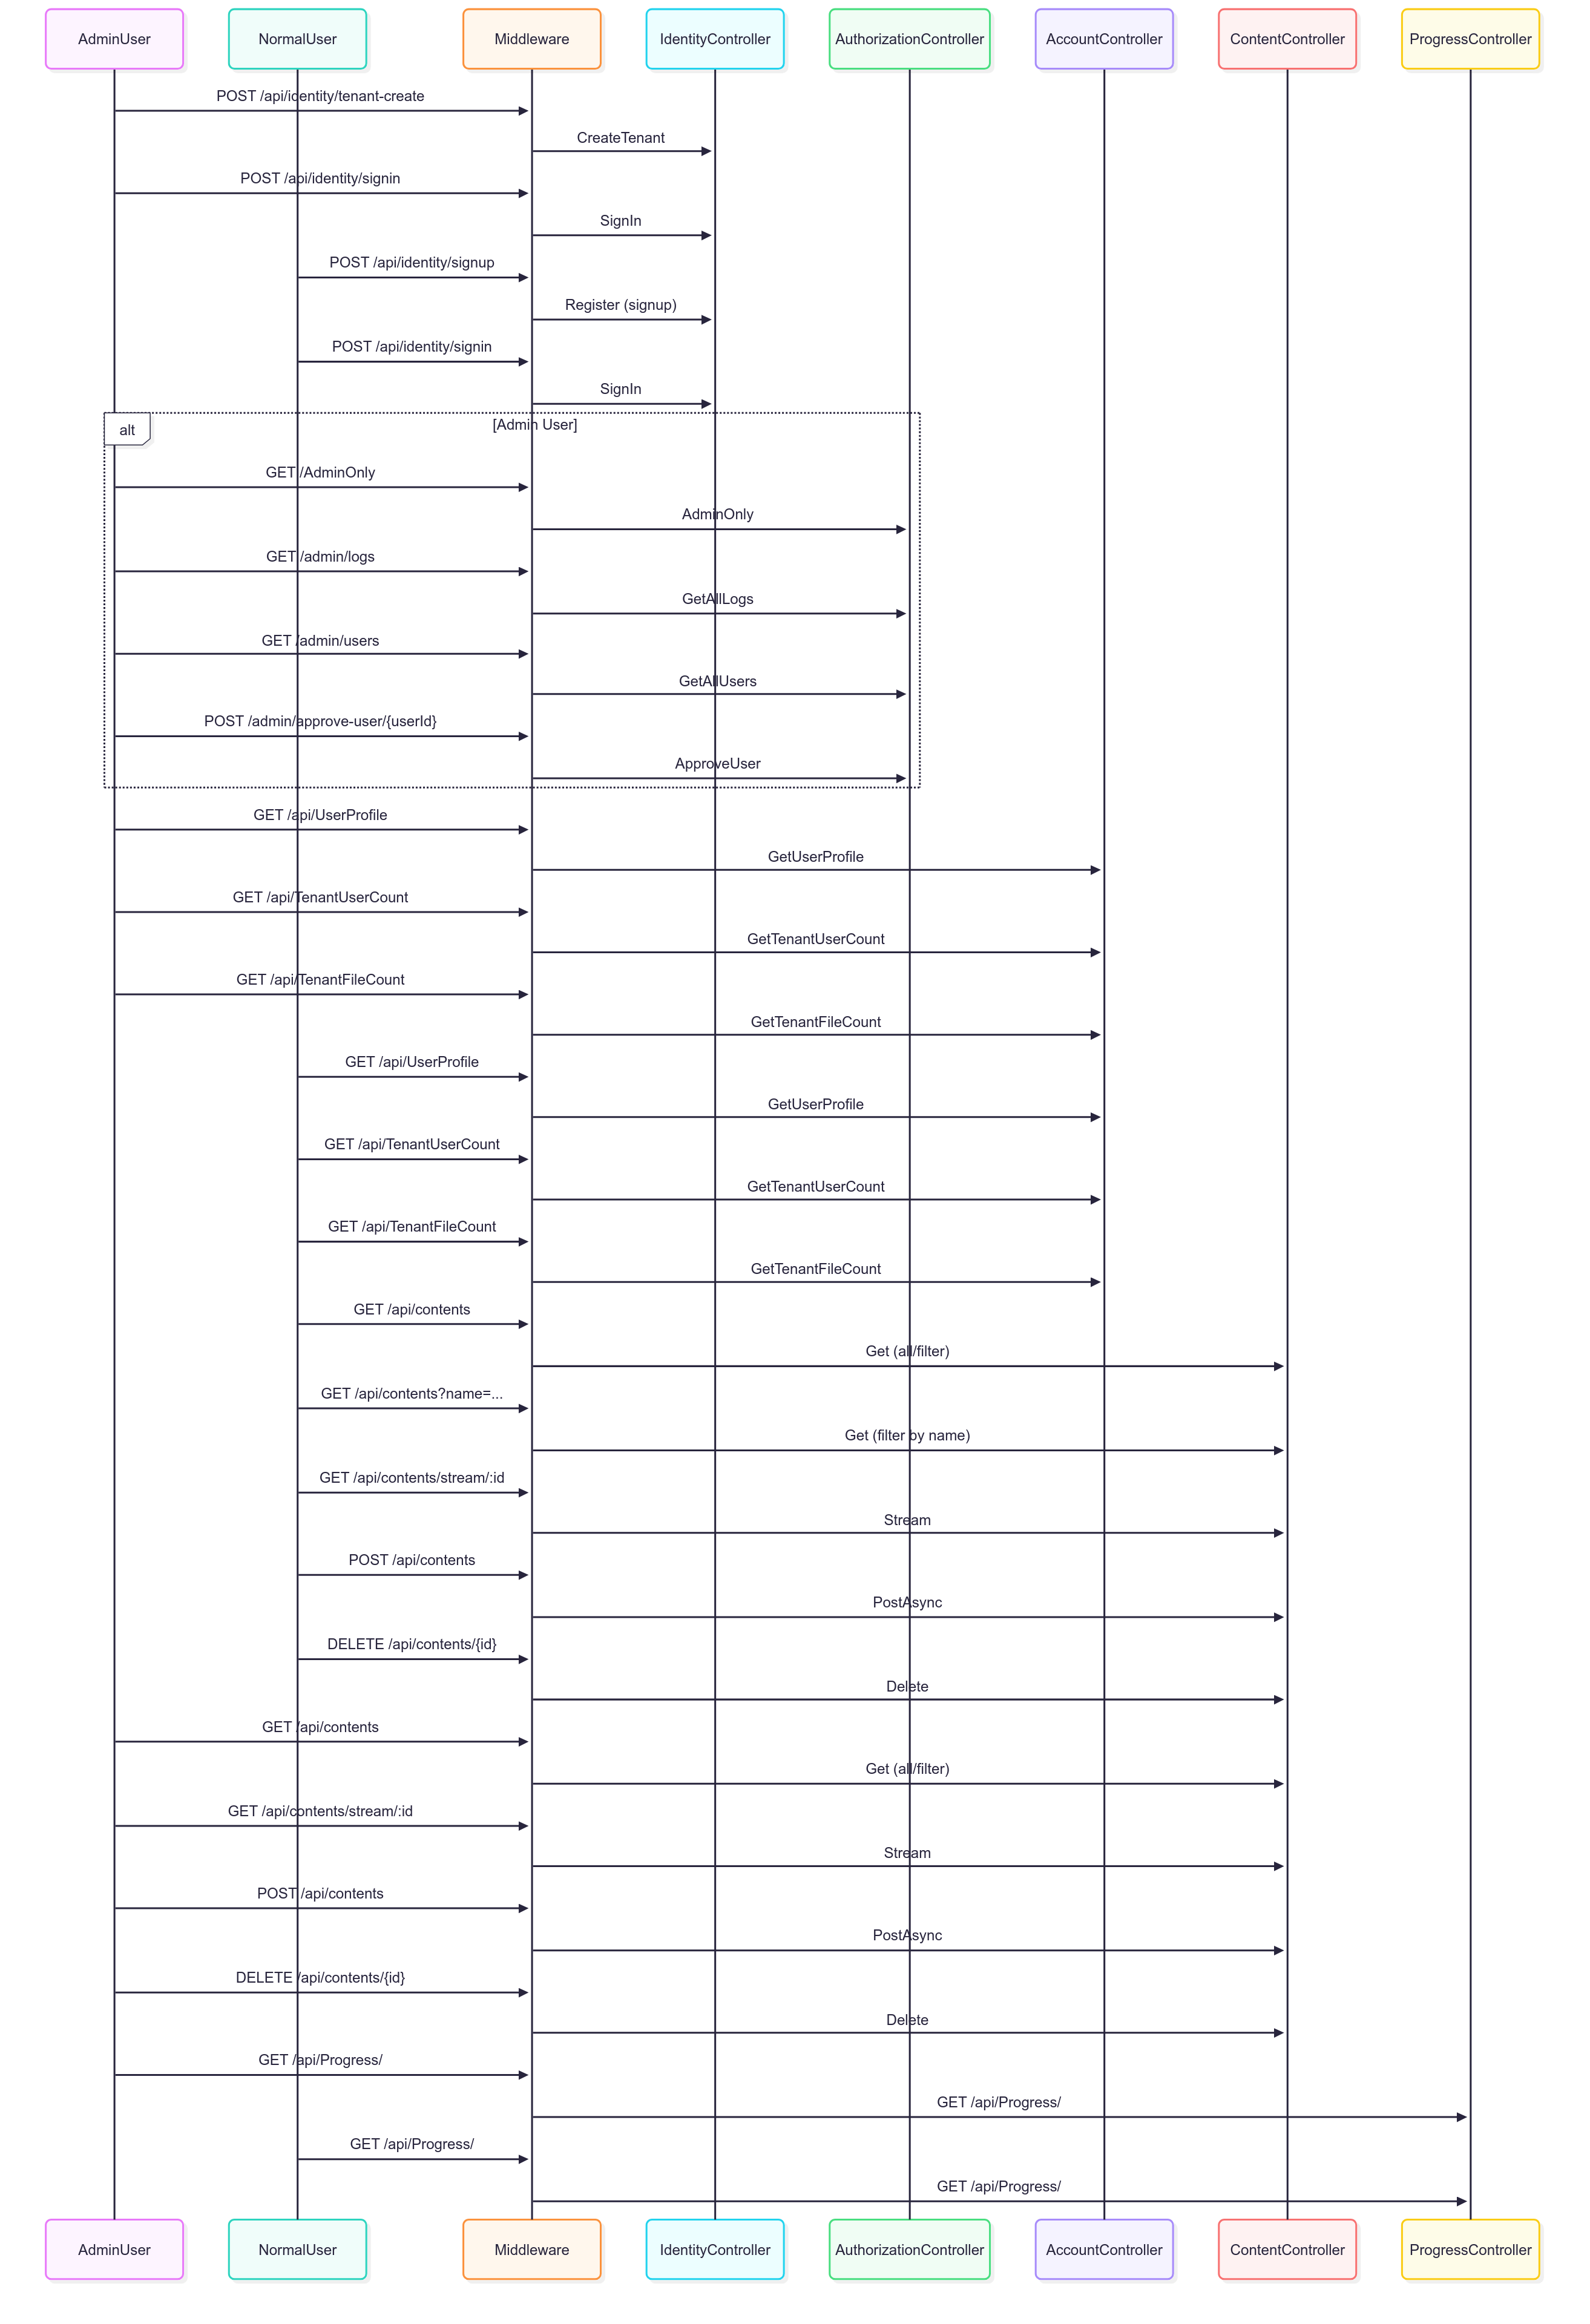 AdminUser
NormalUser
Middleware
IdentityController
AuthorizationController
AccountController
ContentController
ProgressController
POST /api/identity/tenant-create
CreateTenant
POST /api/identity/signin
SignIn
POST /api/identity/signup
Register (signup)
POST /api/identity/signin
SignIn
alt
[Admin User]
GET /AdminOnly
AdminOnly
GET /admin/logs
GetAllLogs
GET /admin/users
GetAllUsers
POST /admin/approve-user/{userId}
ApproveUser
GET /api/UserProfile
GetUserProfile
GET /api/TenantUserCount
GetTenantUserCount
GET /api/TenantFileCount
GetTenantFileCount
GET /api/UserProfile
GetUserProfile
GET /api/TenantUserCount
GetTenantUserCount
GET /api/TenantFileCount
GetTenantFileCount
GET /api/contents
Get (all/filter)
GET /api/contents?name=...
Get (filter by name)
GET /api/contents/stream/:id
Stream
POST /api/contents
PostAsync
DELETE /api/contents/{id}
Delete
GET /api/contents
Get (all/filter)
GET /api/contents/stream/:id
Stream
POST /api/contents
PostAsync
DELETE /api/contents/{id}
Delete
GET /api/Progress/
GET /api/Progress/
GET /api/Progress/
GET /api/Progress/
AdminUser
NormalUser
Middleware
IdentityController
AuthorizationController
AccountController
ContentController
ProgressController